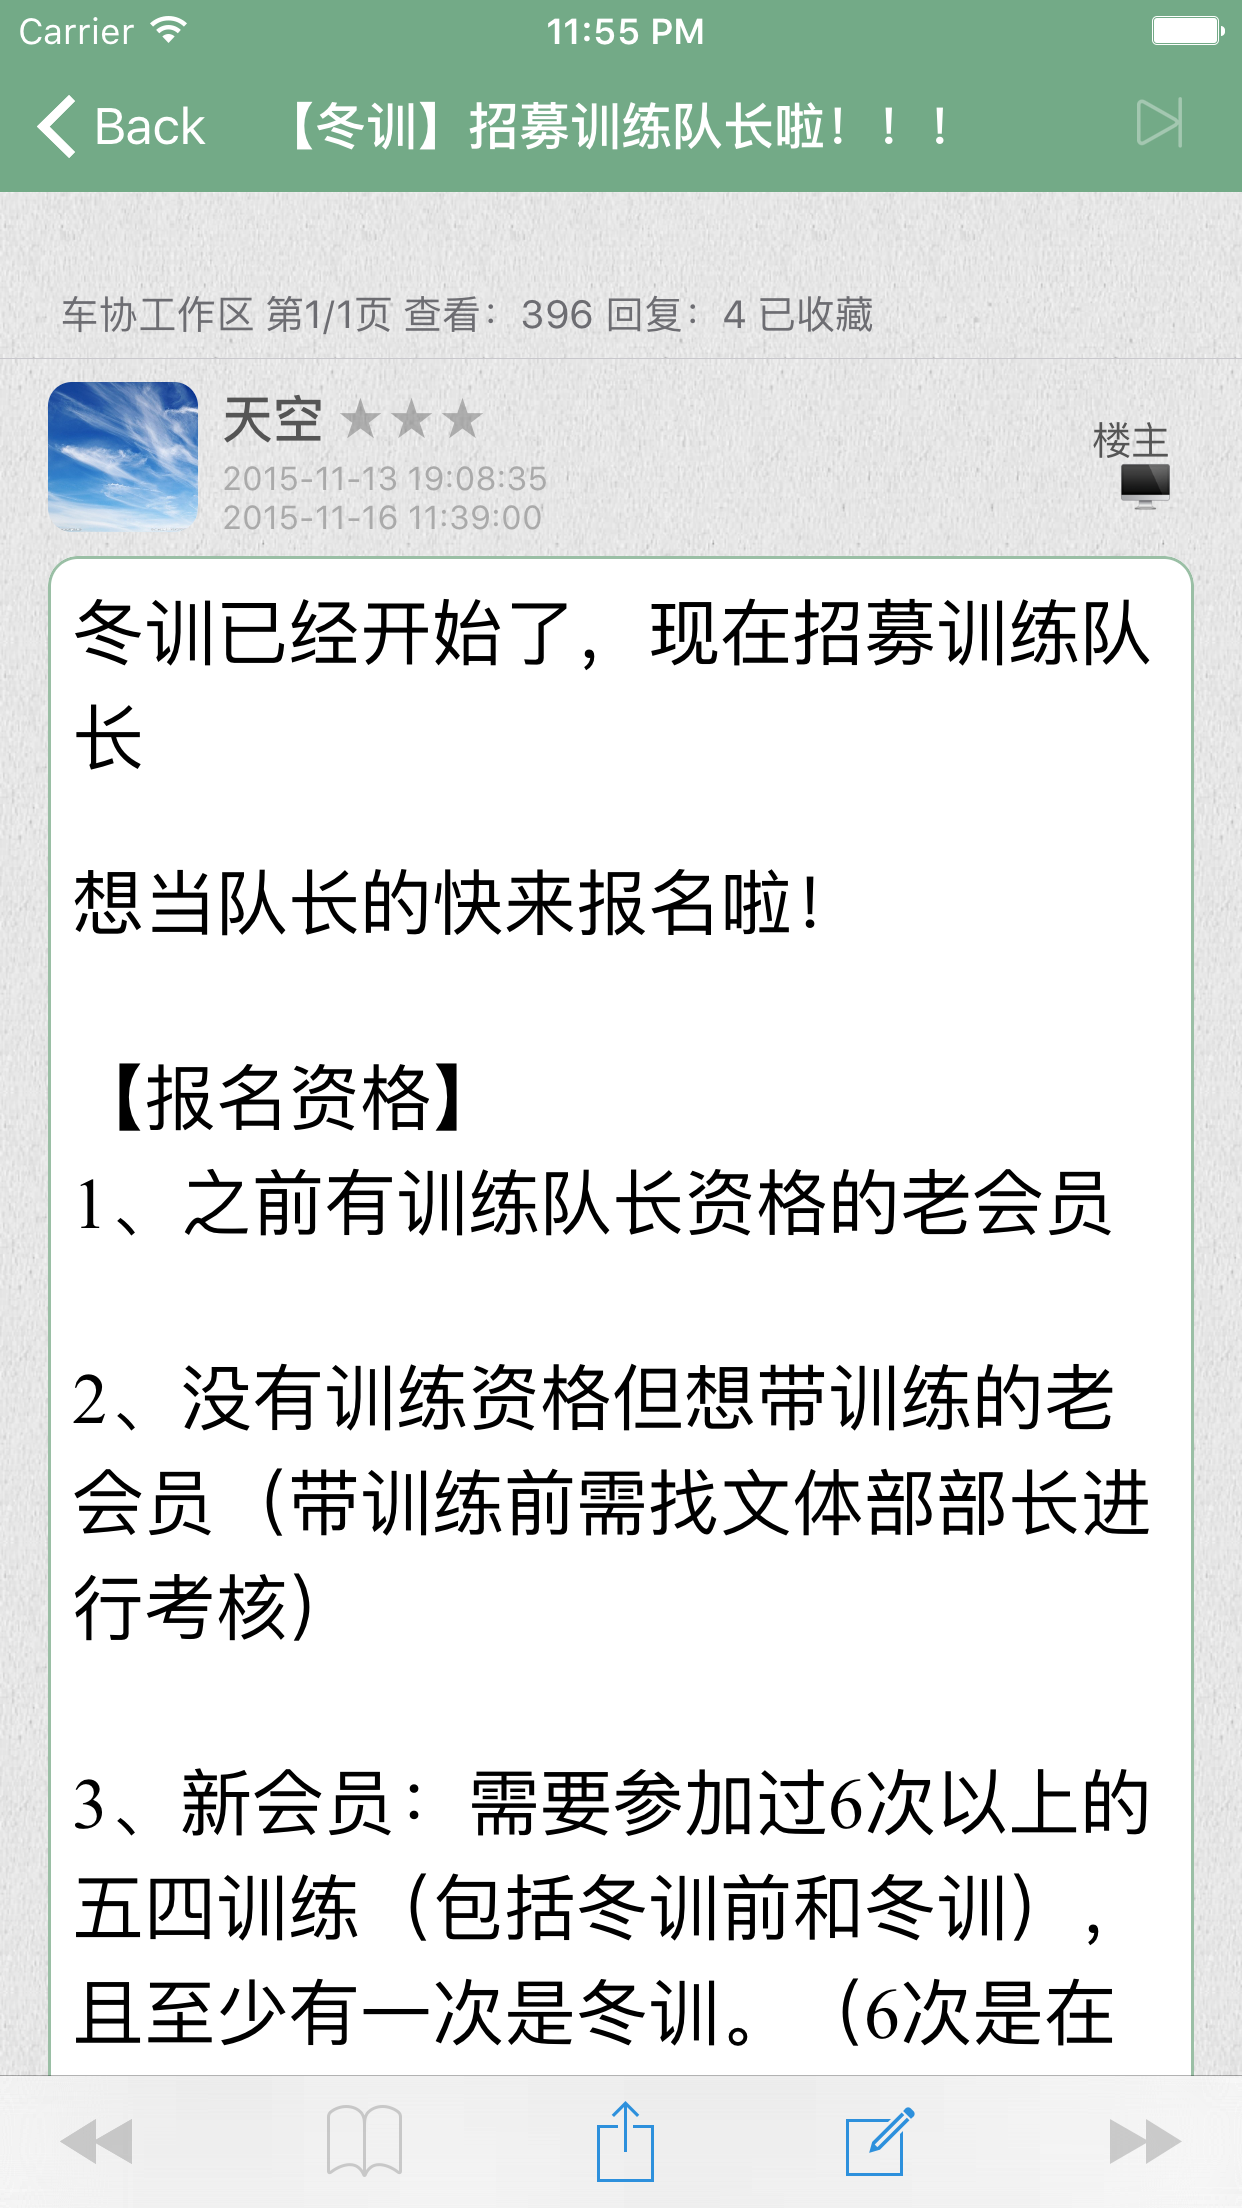 Carrier 11:55 PM
Back 【冬训】招募训练队长啦！！！
车协工作区 第1/1页 查看：396 回复：4 已收藏
天空 ★★★
楼主
2015-11-13 19:08:35
2015-11-16 11:39:00
冬训已经开始了，现在招募训练队
长
想当队长的快来报名啦！
【报名资格】
1、之前有训练队长资格的老会员
2、没有训练资格但想带训练的老
会员（带训练前需找文体部部长进
行考核）
3、新会员：需要参加过6次以上的
五四训练（包括冬训前和冬训），
且至少有一次是冬训。（6次是在